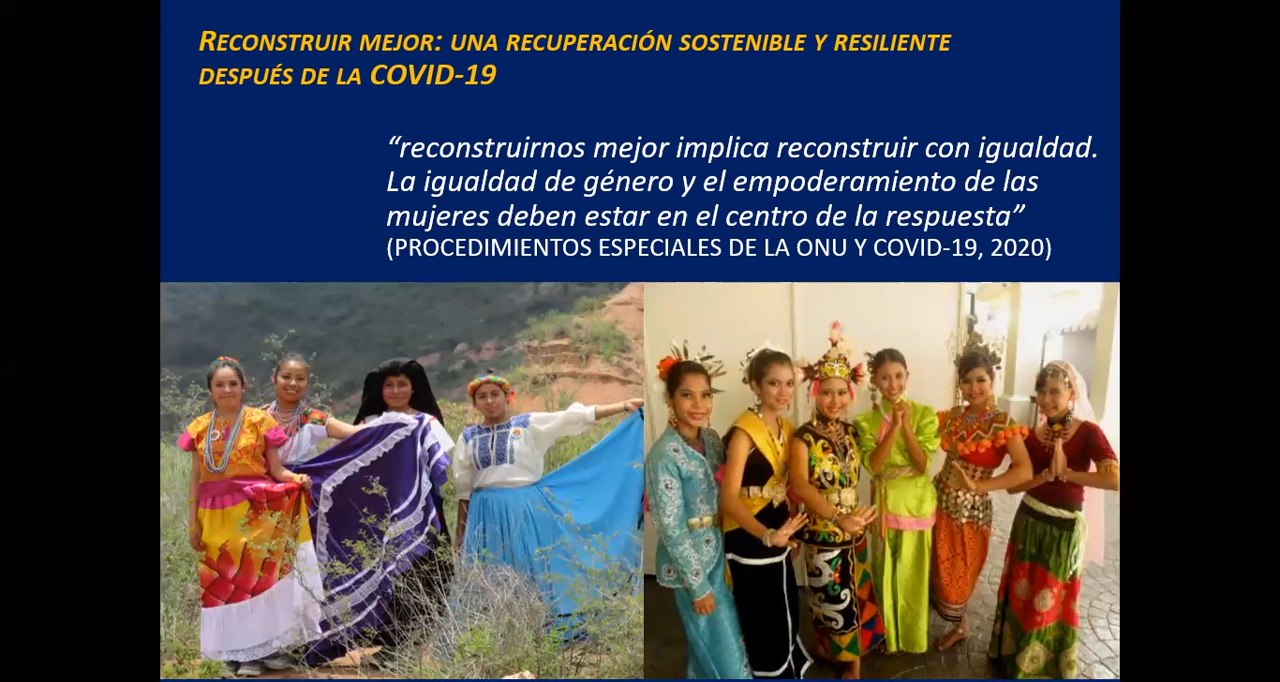 RECONSTRUIR MEJOR: UNA RECUPERACIÓN SOSTENIBLE Y RESILIENTE
DESPUÉS DE LA COVID-19
“reconstruirnos mejor implica reconstruir con igualdad.
La igualdad de género y el empoderamiento de las
mujeres deben estar en el centro de la respuesta”
(PROCEDIMIENTOS ESPECIALES DE LA ONU Y COVID-19, 2020)